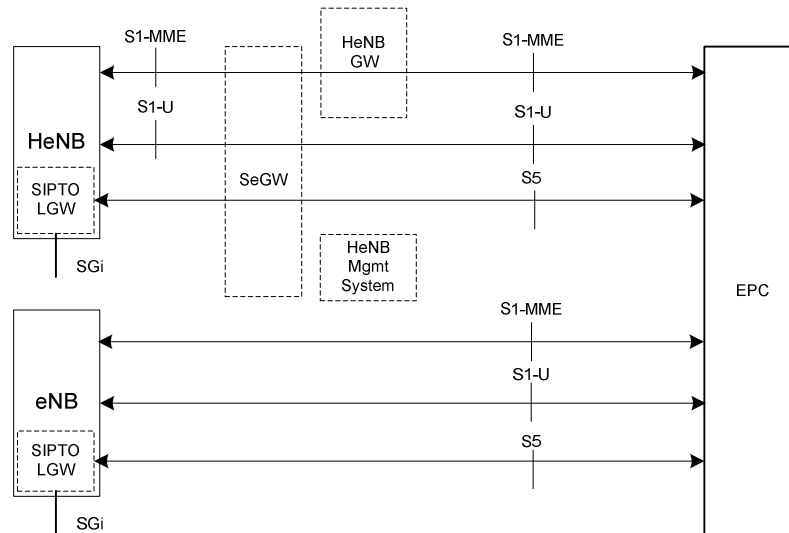 S1-MME
HeNB
GW
S1-MME
S1-U
S1-U
HeNB
SeGW
S5
SIPTO
LGW
SGi
HeNB
Mgmt
System
EPC
S1-MME
S1-U
eNB
S5
SIPTO
LGW
SGi